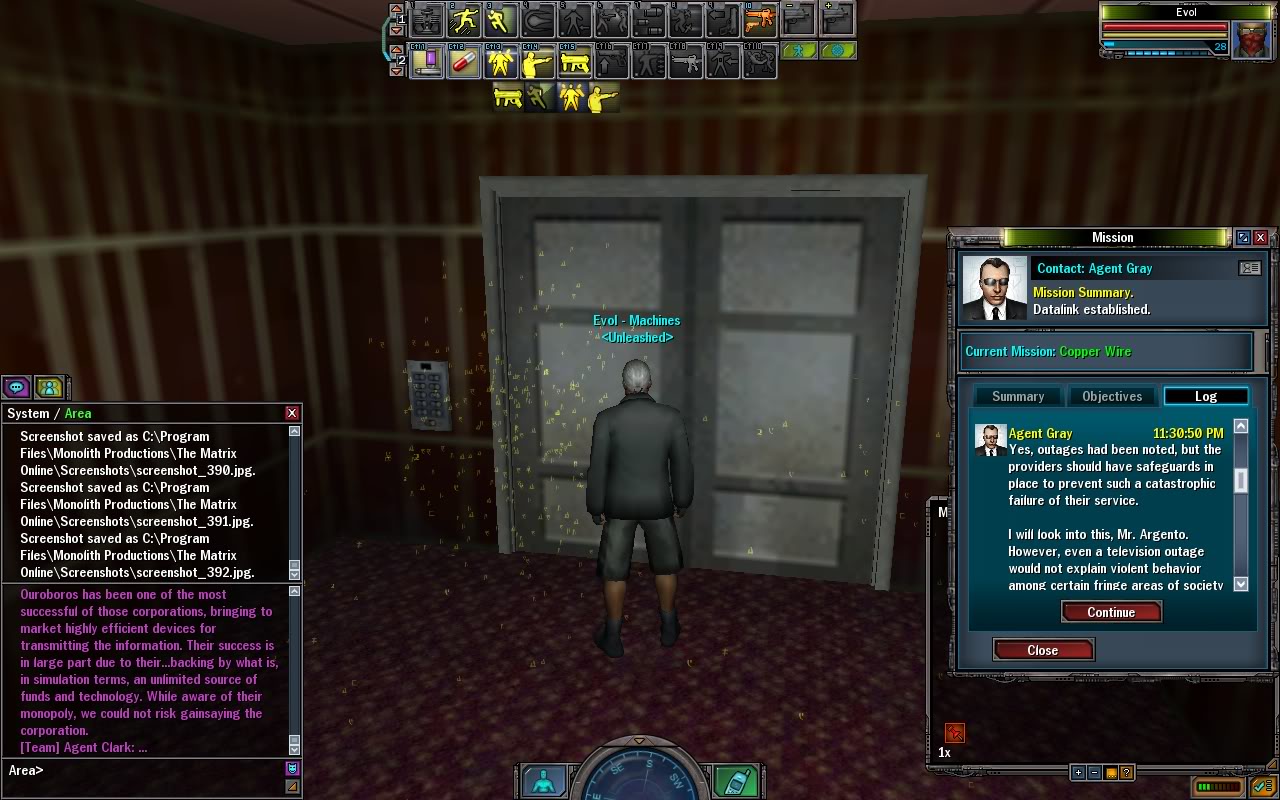 Evol
28
1
2
Evol - Machines
<Unleashed>
Mission
Contact: Agent Gray
Mission Summary.
Datalink established.
Current Mission: Copper Wire
Summary
Objectives
Log
Agent Gray
11:30:50 PM
Yes, outages had been noted, but the
providers should have safeguards in
place to prevent such a catastrophic
failure of their service.
I will look into this, Mr. Argento.
However, even a television outage
would not explain violent behavior
among certain fringe areas of society
Continue
Close
M
1x
System / Area
Screenshot saved as C:\Program
Files\Monolith Productions\The Matrix
Online\Screenshots\screenshot_390.jpg.
Screenshot saved as C:\Program
Files\Monolith Productions\The Matrix
Online\Screenshots\screenshot_391.jpg.
Screenshot saved as C:\Program
Files\Monolith Productions\The Matrix
Online\Screenshots\screenshot_392.jpg.
Ouroboros has been one of the most
successful of those corporations, bringing to
market highly efficient devices for
transmitting the information. Their success is
in large part due to their...backing by what is,
in simulation terms, an unlimited source of
funds and technology. While aware of their
monopoly, we could not risk gainsaying the
corporation.
[Team] Agent Clark: ...
Area>
SE
S
SW
E